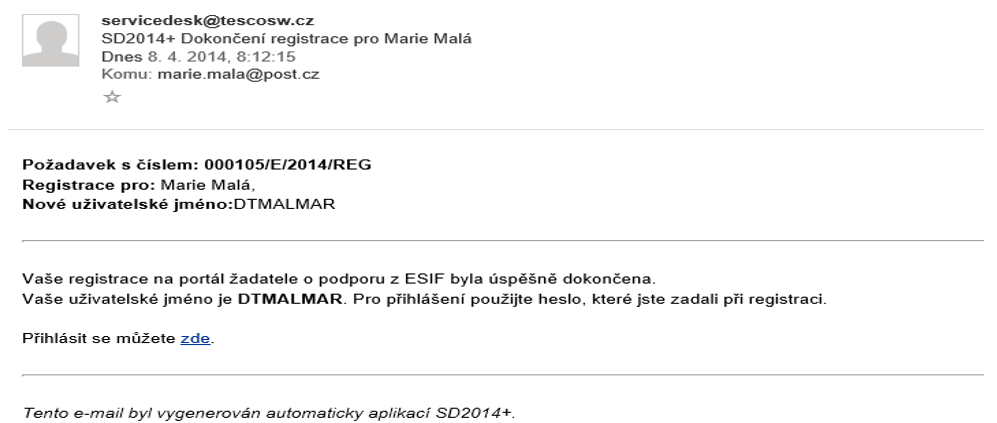 servicedesk@tescosw.cz
SD2014+ Dokončení registrace pro Marie Malá
Dnes 8. 4. 2014, 8:12:15
Komu: marie.mala@post.cz
Požadavek s číslem: 000105/E/2014/REG
Registrace pro: Marie Malá,
Nové uživatelské jméno:DTMALMAR
Vaše registrace na portál žadatele o podporu z ESIF byla úspěšně dokončena.
Vaše uživatelské jméno je DTMALMAR. Pro přihlášení použijte heslo, které jste zadali při registraci.
Přihlásit se můžete zde.
Tento e-mail byl vygenerován automaticky aplikací SD2014+.